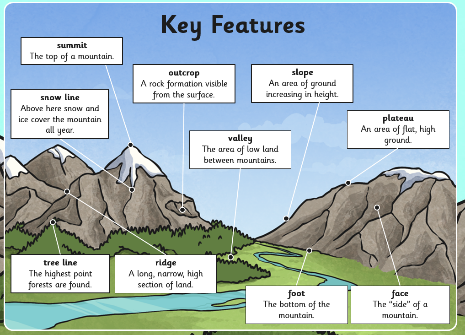 Key Features
summit
The top of a mountain.
outcrop
A rock formation visible
from the surface.
slope
An area of ground
increasing in height.
snow line
Above here snow and
ice cover the mountain
all year.
plateau
An area of flat, high
ground.
valley
The area of low land
between mountains.
tree line
The highest point
forests are found.
ridge
A long, narrow, high
section of land.
foot
The bottom of the
mountain.
face
The "side" of a
mountain.